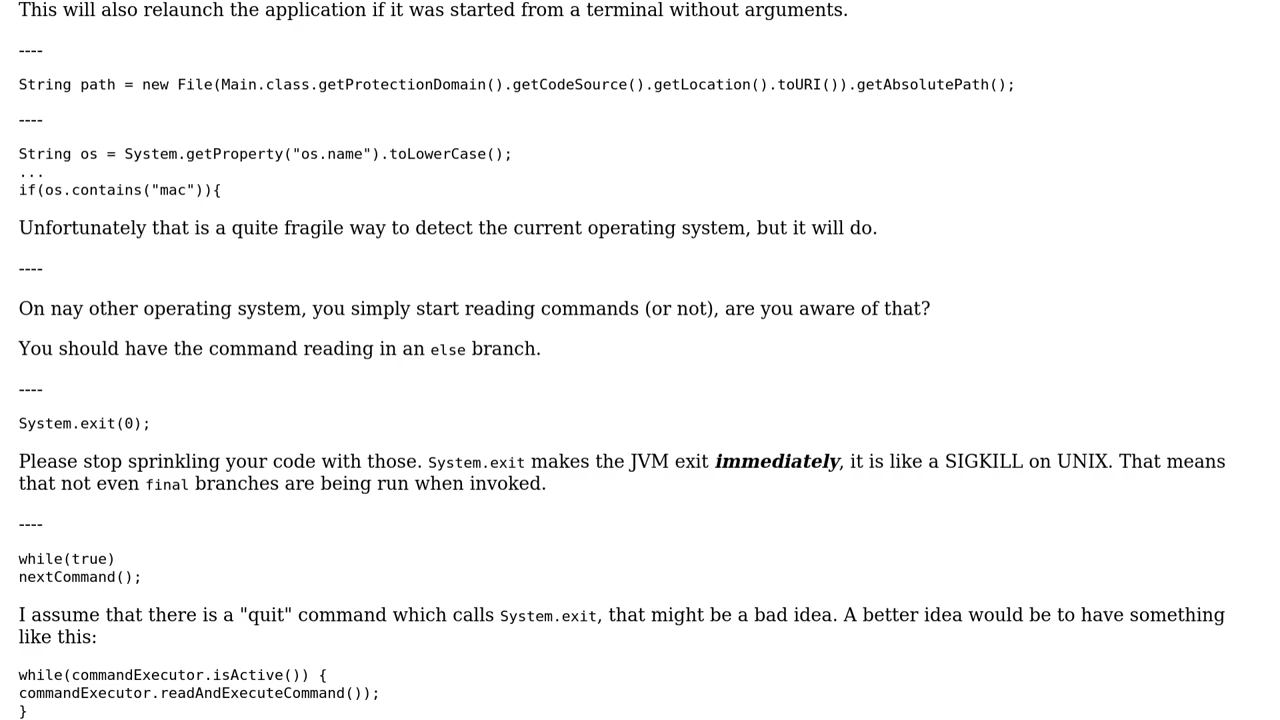 This will also relaunch the application if it was started from a terminal without arguments.
----
String path = new File(Main.class.getProtectionDomain().getCodeSource().getLocation().toURI()).getAbsolutePath();
----
String os = System.getProperty("os.name").toLowerCase();
...
if(os.contains("mac")){
Unfortunately that is a quite fragile way to detect the current operating system, but it will do.
----
On nay other operating system, you simply start reading commands (or not), are you aware of that?
You should have the command reading in an else branch.
----
System.exit(0);
Please stop sprinkling your code with those. System.exit makes the JVM exit immediately, it is like a SIGKILL on UNIX. That means
that not even final branches are being run when invoked.
----
while(true)
nextCommand();
I assume that there is a "quit" command which calls System.exit, that might be a bad idea. A better idea would be to have something
like this:
while(commandExecutor.isActive()) {
commandExecutor.readAndExecuteCommand());
}